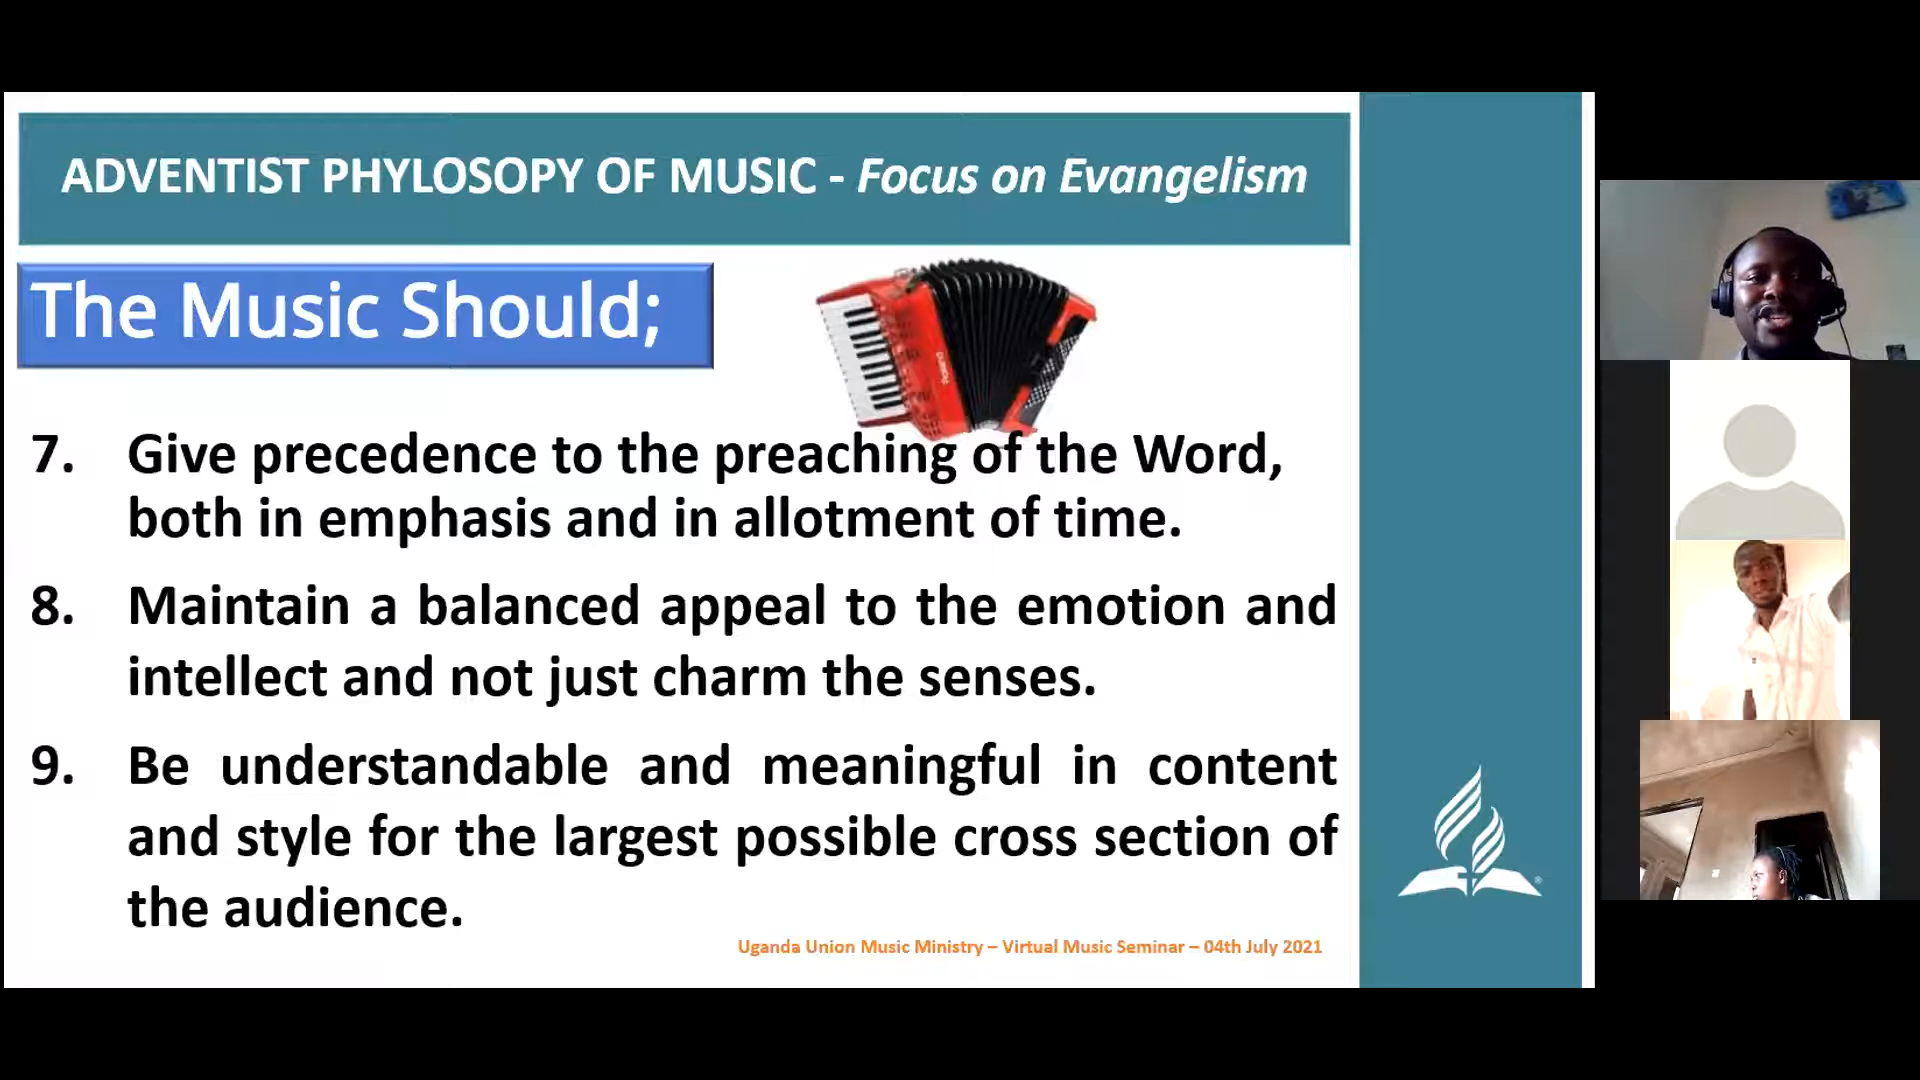 ADVENTIST PHYLOSOPY OF MUSIC - Focus on Evangelism
The Music Should;
7. Give precedence to the preaching of the Word,
both in emphasis and in allotment of time.
8. Maintain a balanced appeal to the emotion and
intellect and not just charm the senses.
9. Be understandable and meaningful in content
and style for the largest possible cross section of
the audience.
Uganda Union Music Ministry – Virtual Music Seminar – 04th July 2021